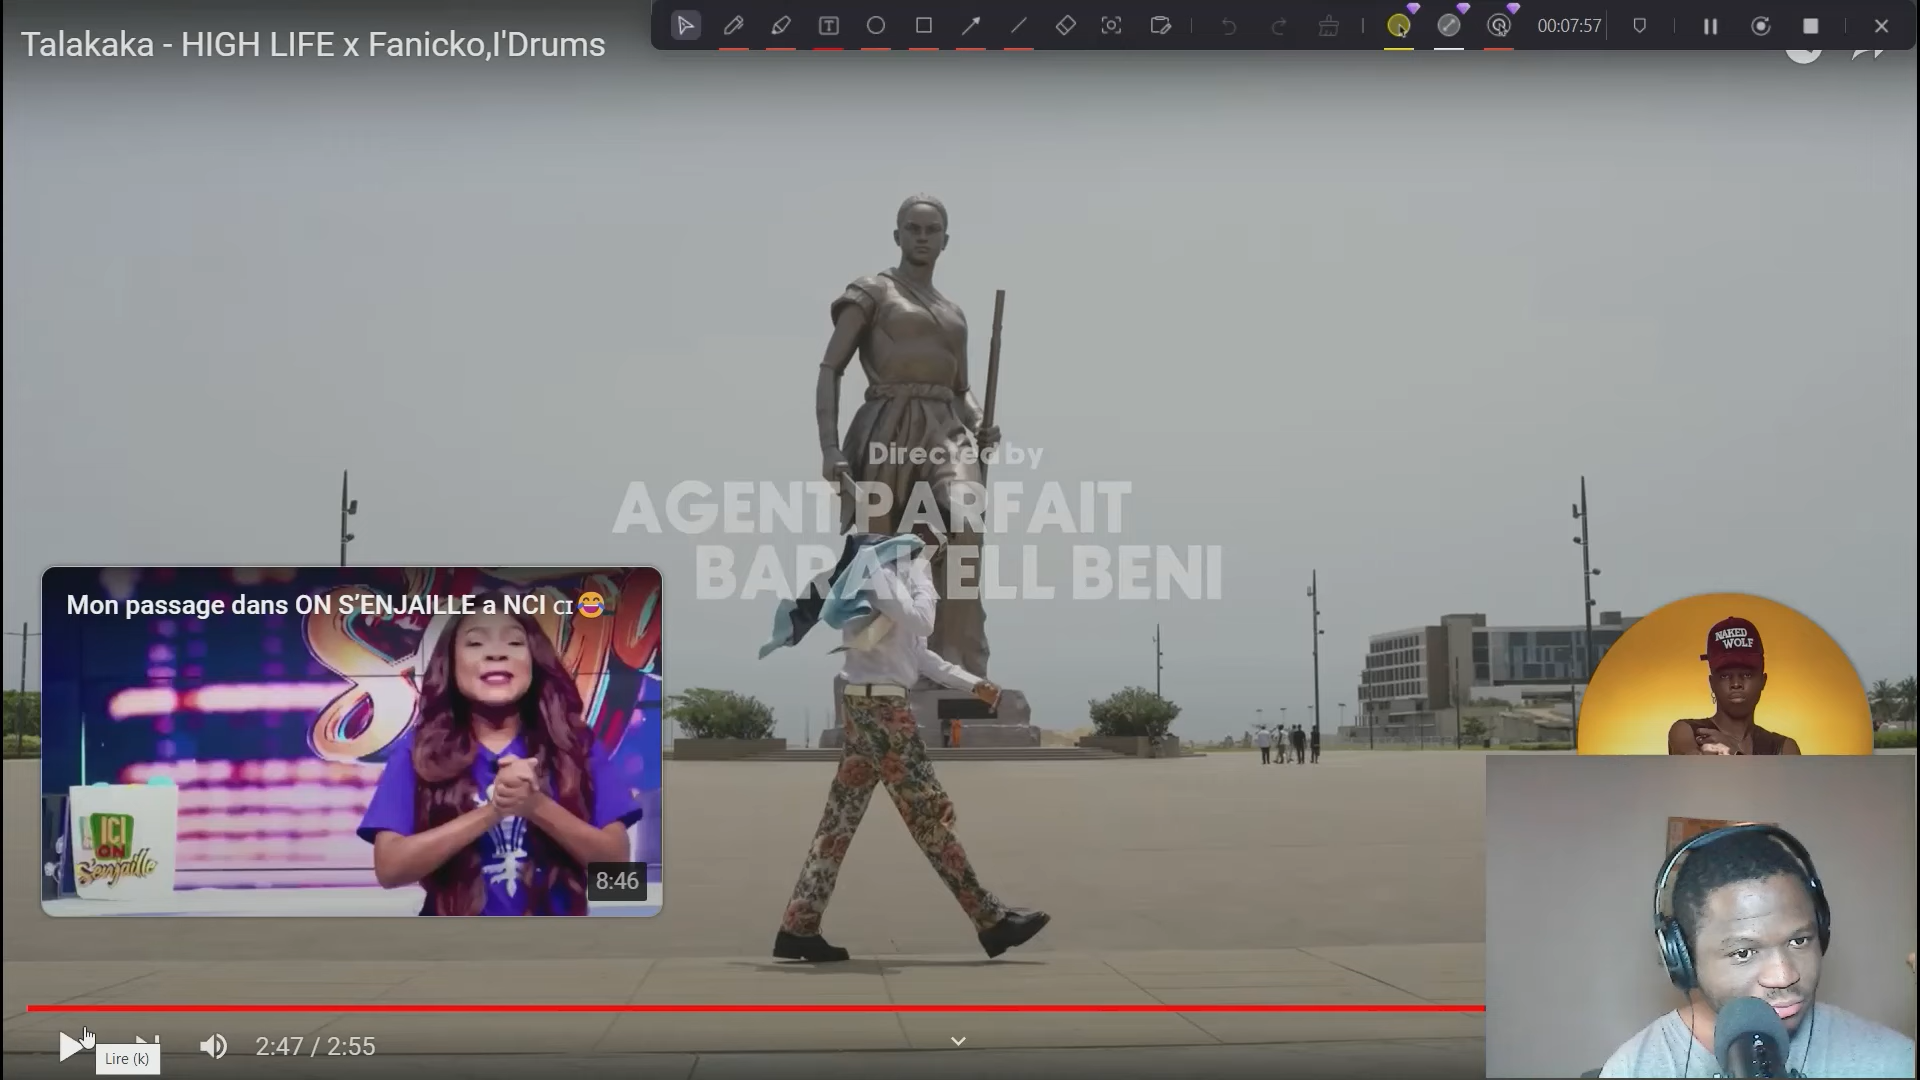 Talakaka - HIGH LIFE x Fanicko,l'Drums
00:07:57
Directed by
AGENT PARFAIT
BARAKELL BENI
Mon passage dans ON S’ENJAILLE a NCI ᴄɪ😂
NAKED
WOLF
ICI
ON
S'enjaille
8:46
2:47 / 2:55
Lire (k)